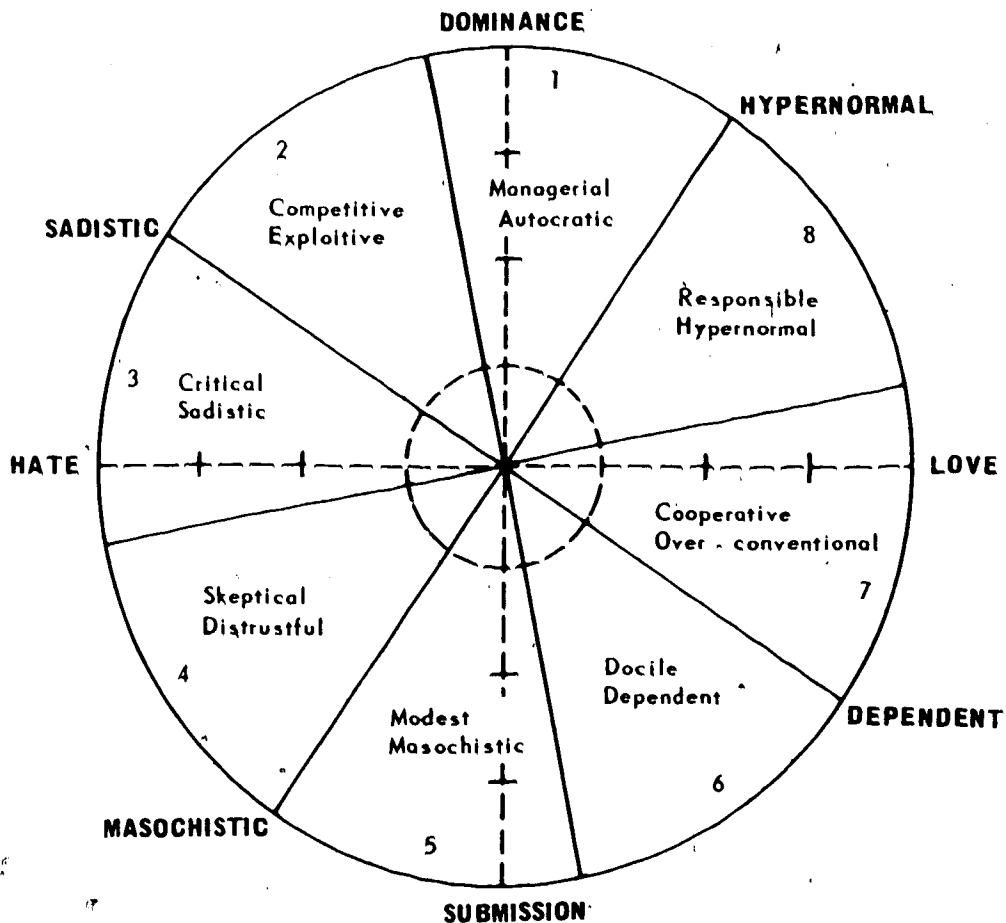 DOMINANCE
1
HYPERNORMAL
2
Managerial
Autocratic
Competitive
Exploitive
SADISTIC
8
Responsible
Hypernormal
3
Critical
Sadistic
HATE
LOVE
Cooperative
Over - conventional
7
Skeptical
Distrustful
4
Docile
Dependent
DEPENDENT
Modest
Masochistic
6
MASOCHISTIC
5
SUBMISSION